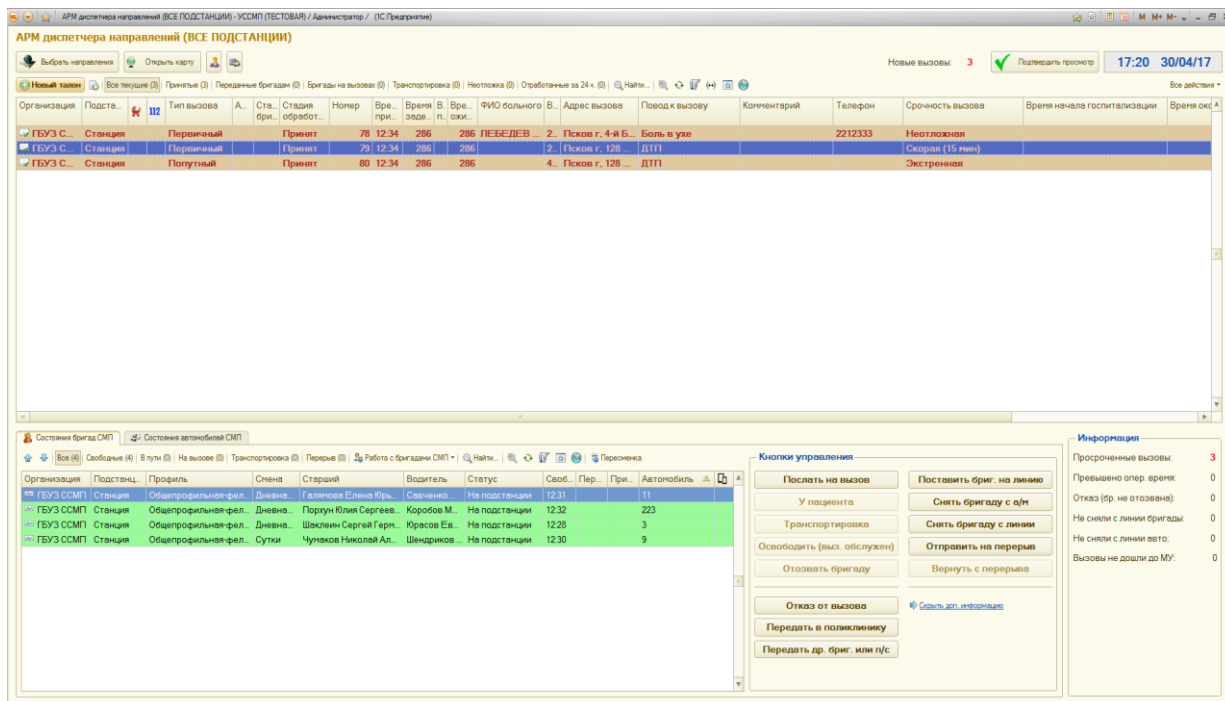 АРМ диспетчера направлений (ВСЕ ПОДСТАНЦИИ) - УССМП (ТЕСТОВАЯ) / Администратор / (1С:Предприятие) M M+ M-
АРМ диспетчера направлений (ВСЕ ПОДСТАНЦИИ)
Выбрать направления Открыть карту Новые вызовы: 3 Подтвердить просмотр 17:20 30/04/17
Новый талон Все текущие (3) Принятые (3) Переданные бригадам (0) Бригады на вызовах (0) Транспортировка (0) Неотложка (0) Отработанные за 24 ч. (0) Найти... Все действия
Организация Подста... 112 Тип вызова А... Ста... бри... Стадия обработ... Номер Вре... при... Время заде... В... п... Вре... ожи... ФИО больного В... Адрес вызова Повод к вызову Комментарий Телефон Срочность вызова Время начала госпитализации Время окс
ГБУЗ С... Станция Первичный Принят 78 12:34 286 286 ЛЕБЕДЕВ ... 2... Псков г, 4-й Б... Боль в ухе 2212333 Неотложная
ГБУЗ С... Станция Первичный Принят 79 12:34 286 286 2... Псков г, 128 ... ДТП Скорая (15 мин)
ГБУЗ С... Станция Попутный Принят 80 12:34 286 286 4... Псков г, 128 ... ДТП Экстренная
Состояния бригад СМП Состояния автомобилей СМП
Все (4) Свободные (4) В пути (0) На вызове (0) Транспортировка (0) Перерыв (0) Работа с бригадами СМП Найти... Пересменка
Организация Подстанц... Профиль Смена Старший Водитель Статус Своб... Пер... При... Автомобиль
ГБУЗ ССМП Станция Общепрофильная-фел... Дневна... Галямова Елена Юрь... Савченко ... На подстанции 12:31 11
ГБУЗ ССМП Станция Общепрофильная-фел... Дневна... Порхун Юлия Сергеев... Коробов М... На подстанции 12:32 223
ГБУЗ ССМП Станция Общепрофильная-фел... Дневна... Шаклеин Сергей Герм... Юрасов Ев... На подстанции 12:28 3
ГБУЗ ССМП Станция Общепрофильная-фел... Сутки Чумаков Николай Ал... Шендриков ... На подстанции 12:30 9
Кнопки управления
Послать на вызов Поставить бриг. на линию
У пациента Снять бригаду с а/м
Транспортировка Снять бригаду с линии
Освободить (выз. обслужен) Отправить на перерыв
Отозвать бригаду Вернуть с перерыва
Отказ от вызова Скрыть доп. информацию
Передать в поликлинику
Передать др. бриг. или п/с
Информация
Просроченные вызовы: 3
Превышено опер. время: 0
Отказ (бр. не отозвана): 0
Не сняли с линии бригады: 0
Не сняли с линии авто: 0
Вызовы не дошли до МУ: 0